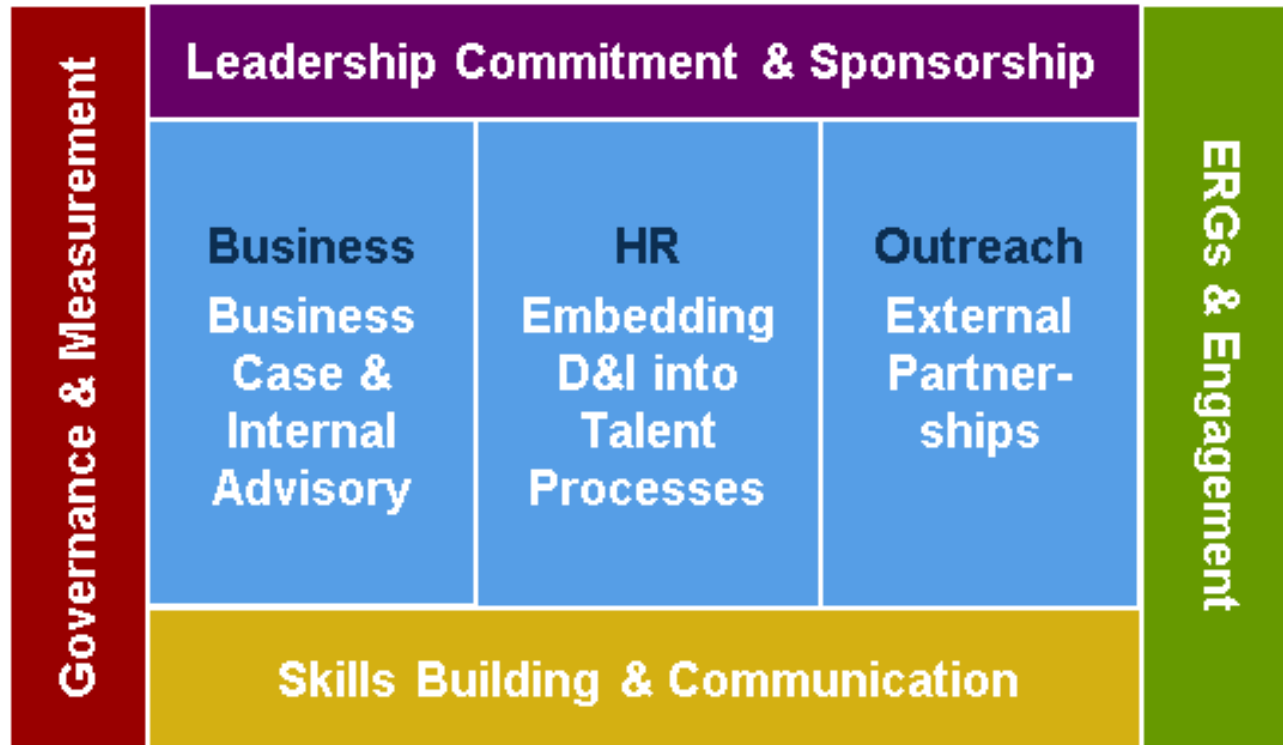 Governance & Measurement
Leadership Commitment & Sponsorship
Business
Business
Case &
Internal
Advisory
HR
Embedding
D&I into
Talent
Processes
Outreach
External
Partner-
ships
Skills Building & Communication
ERGs & Engagement